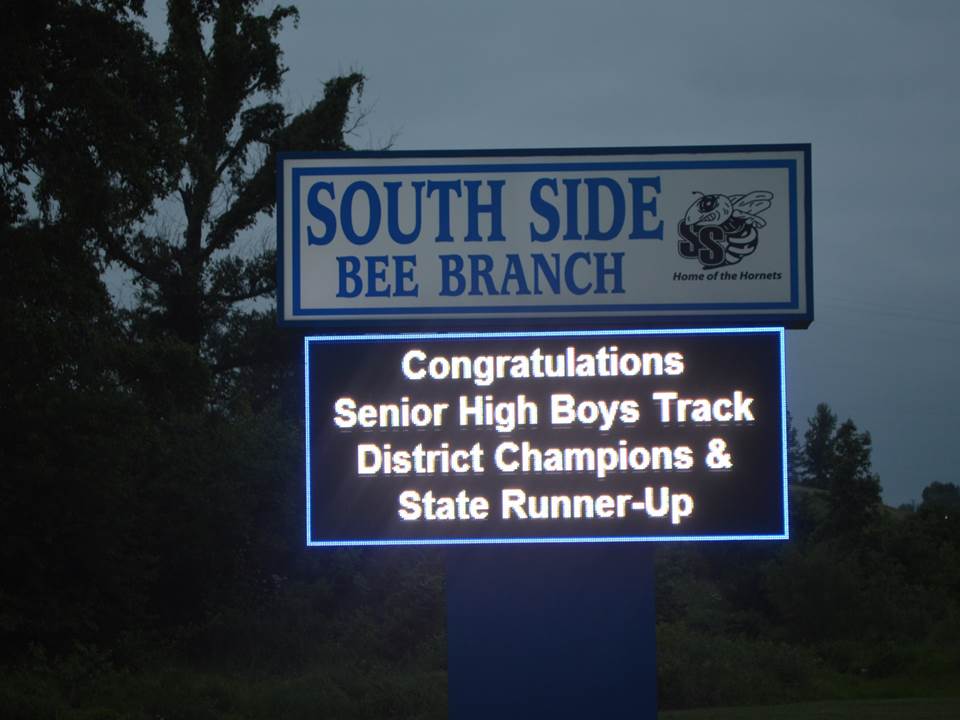 SOUTH SIDE
BEE BRANCH
SS
Home of the Hornets
Congratulations
Senior High Boys Track
District Champions &
State Runner-Up